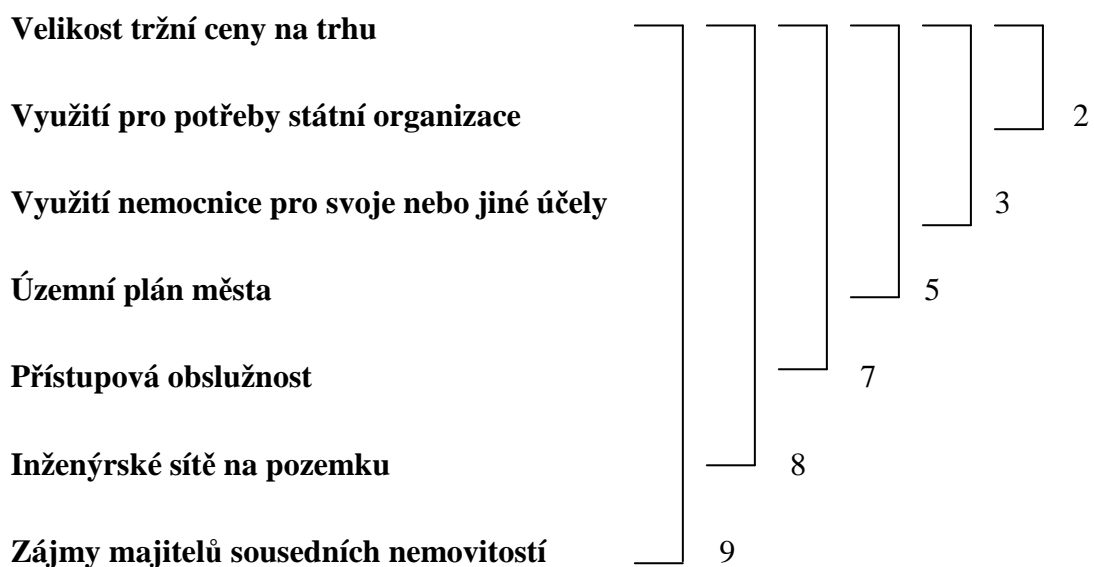 Velikost tržní ceny na trhu
Využití pro potřeby státní organizace 2
Využití nemocnice pro svoje nebo jiné účely 3
Územní plán města 5
Přístupová obslužnost 7
Inženýrské sítě na pozemku 8
Zájmy majitelů sousedních nemovitostí 9